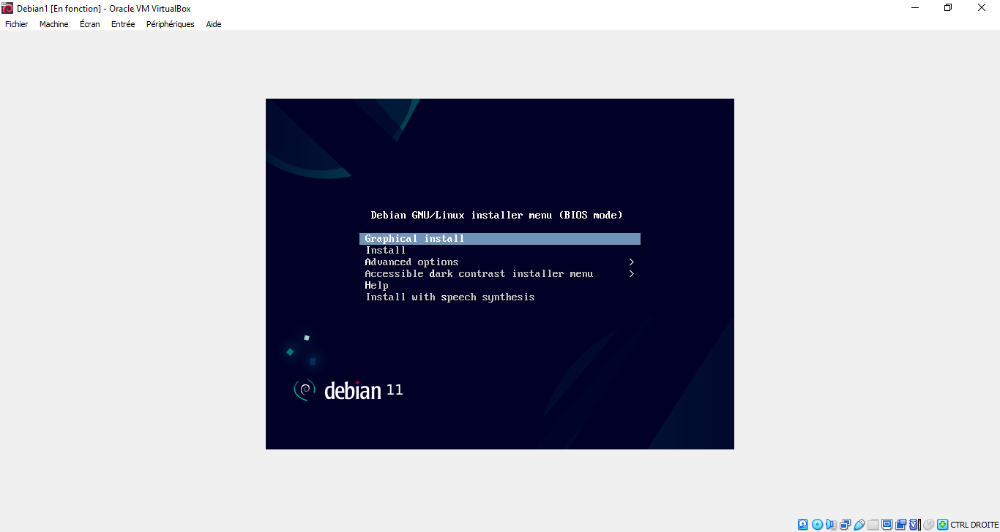 Debian1 [En fonction] - Oracle VM VirtualBox
Fichier Machine Écran Entrée Périphériques Aide
Debian GNU/Linux installer menu (BIOS mode)
Graphical install
Install
Advanced options >
Accessible dark contrast installer menu >
Help
Install with speech synthesis
debian 11
CTRL DROITE